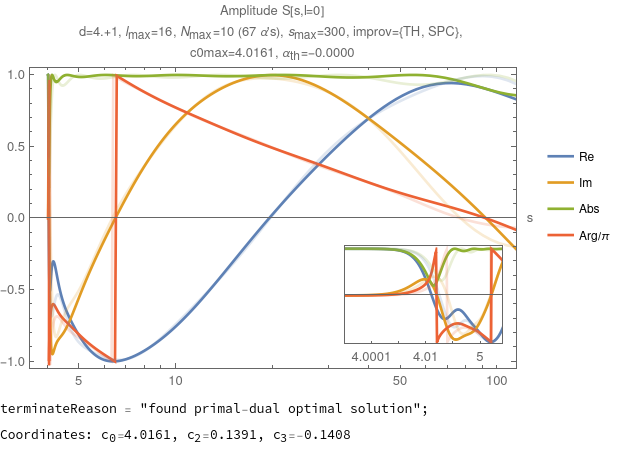 Amplitude S[s,l=0]
d=4.+1, lmax=16, Nmax=10 (67 α's), smax=300, improv={TH, SPC},
c0max=4.0161, αth=−0.0000
1.0
0.5
0.0
−0.5
−1.0
5 10 50 100
s
Re
Im
Abs
Arg/π
4.0001 4.01 5
terminateReason = "found primal-dual optimal solution";
Coordinates: c0=4.0161, c2=0.1391, c3=−0.1408